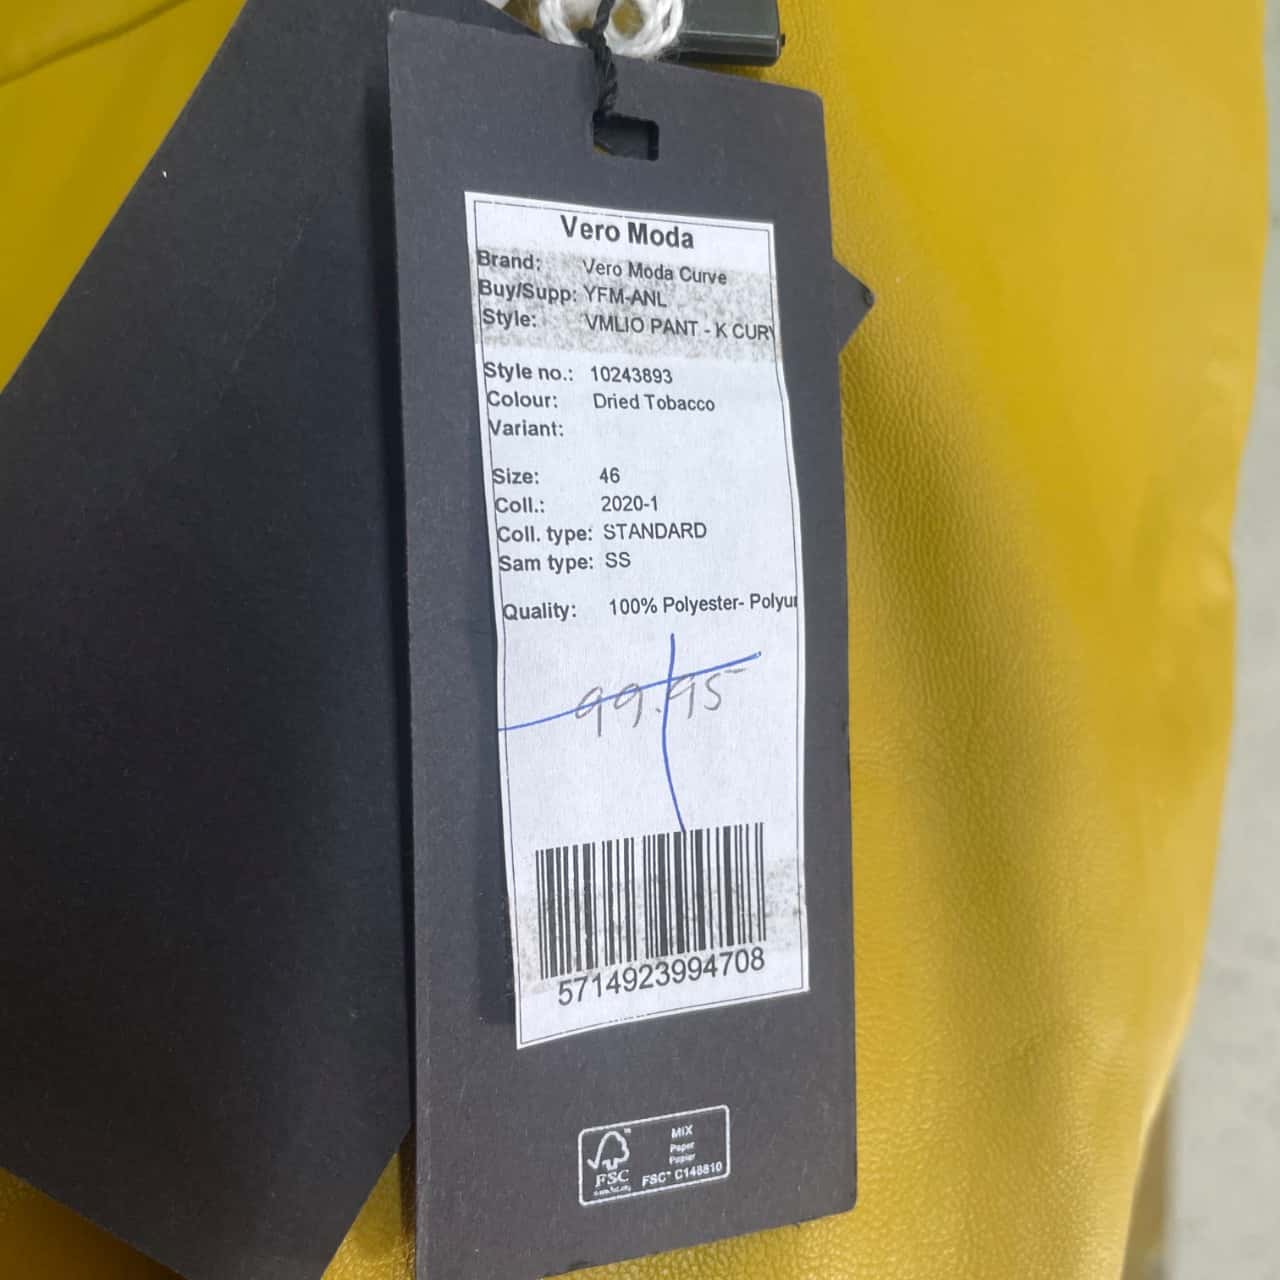 Vero Moda
Brand: Vero Moda Curve
Buy/Supp: YFM-ANL
Style: VMLIO PANT - K CURV
Style no.: 10243893
Colour: Dried Tobacco
Variant:
Size: 46
Coll.: 2020-1
Coll. type: STANDARD
Sam type: SS
Quality: 100% Polyester- Polyur
99.95
5714923994708
MIX
Paper
Papier
FSC
FSC® C148810